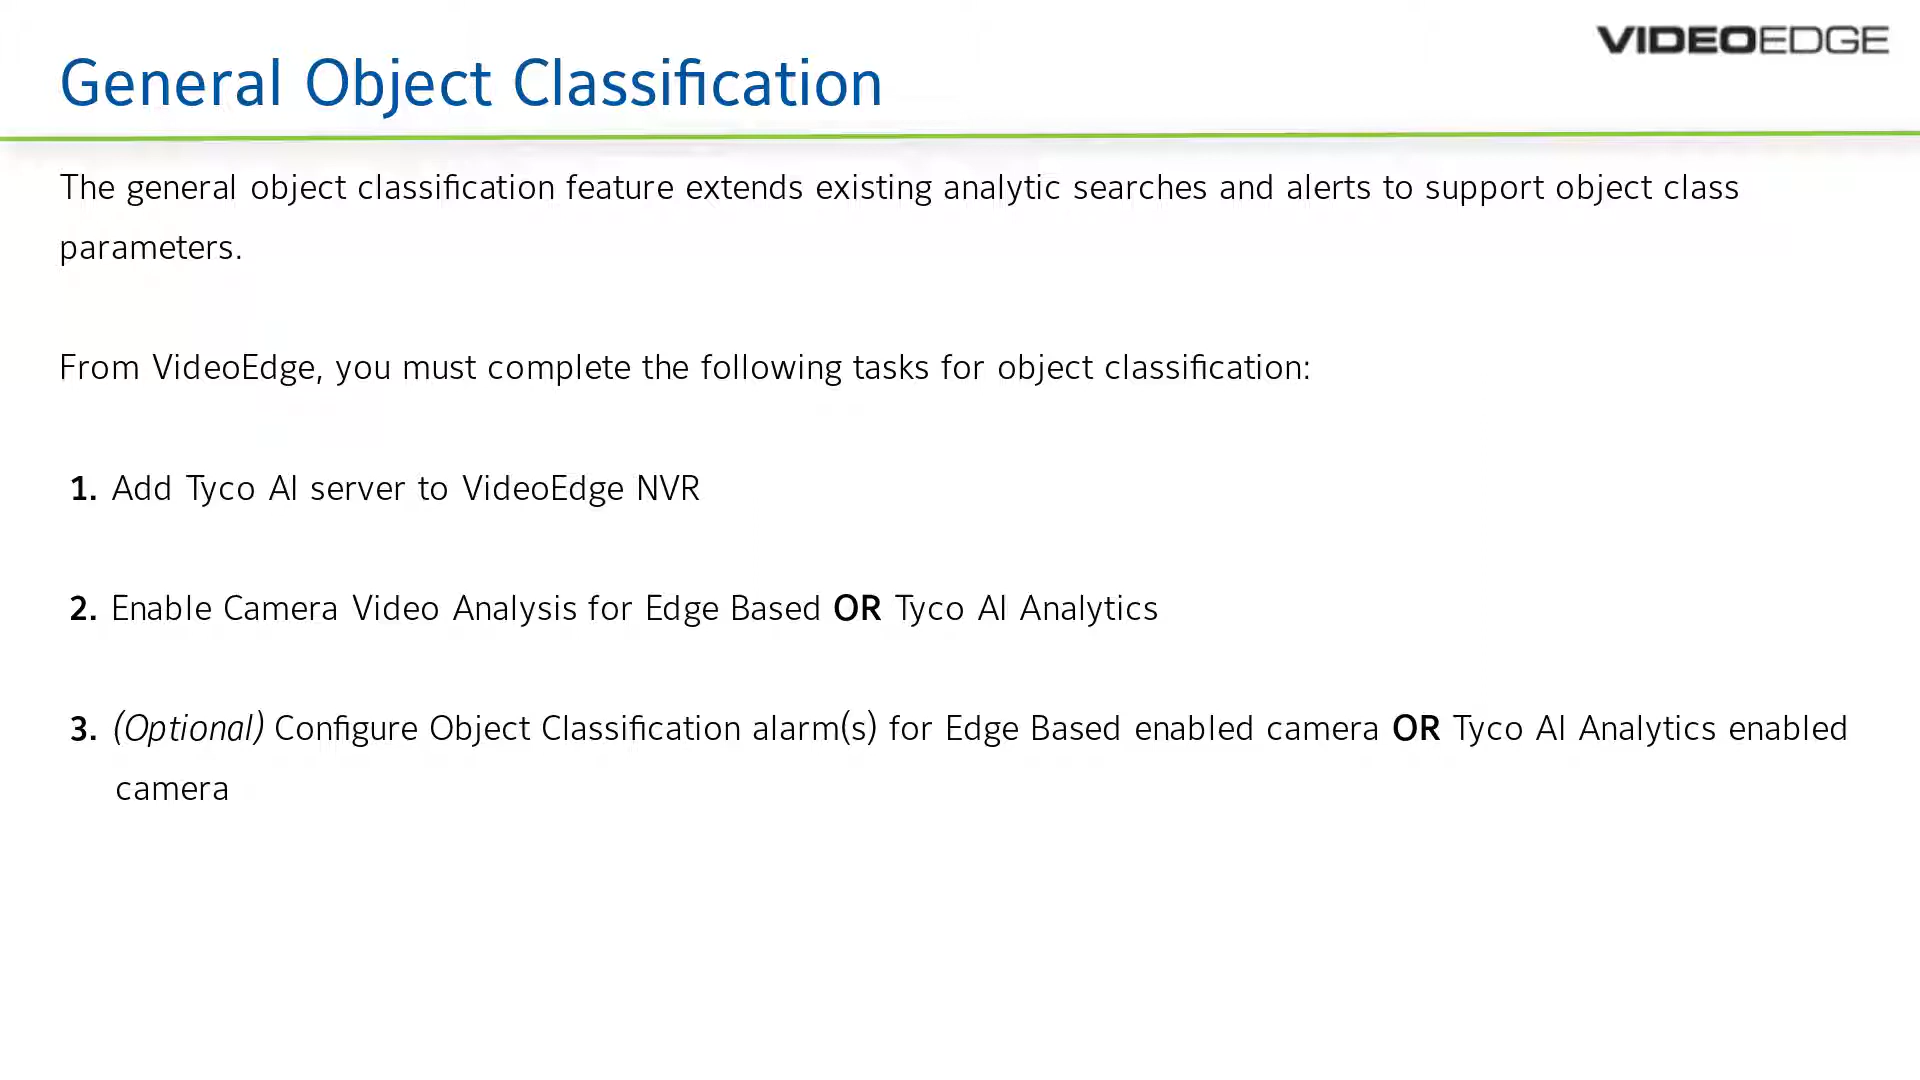 VIDEOEDGE
General Object Classification
The general object classification feature extends existing analytic searches and alerts to support object class
parameters.
From VideoEdge, you must complete the following tasks for object classification:
1. Add Tyco AI server to VideoEdge NVR
2. Enable Camera Video Analysis for Edge Based OR Tyco AI Analytics
3. (Optional) Configure Object Classification alarm(s) for Edge Based enabled camera OR Tyco AI Analytics enabled
camera